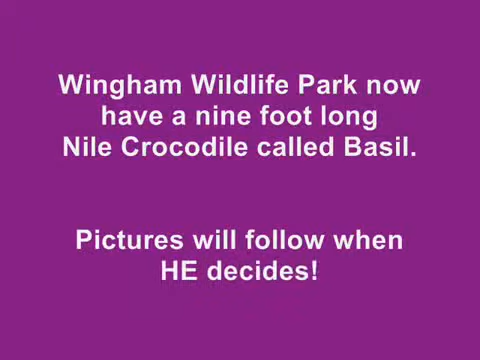 Wingham Wildlife Park now
have a nine foot long
Nile Crocodile called Basil.
Pictures will follow when
HE decides!